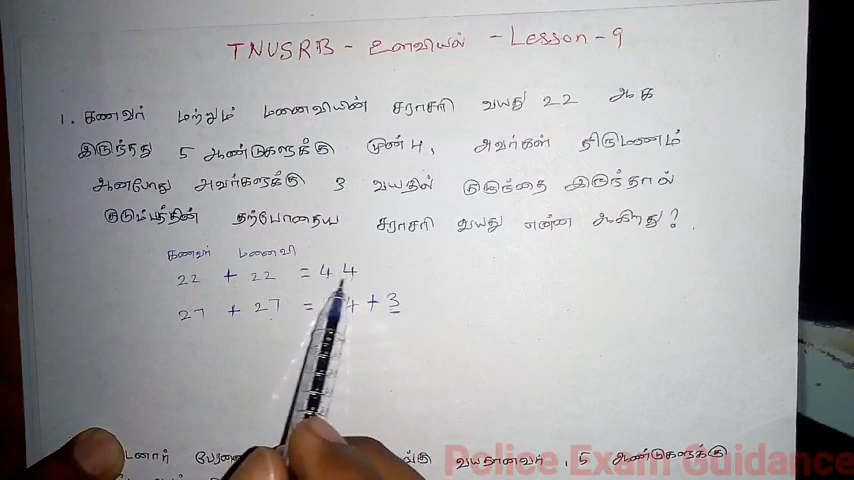 TNUSRB - உளவியல் - Lesson - 9
1. கணவர் மற்றும் மனைவியின் சராசரி வயது 22 ஆக
இருந்தது 5 ஆண்டுகளுக்கு முன்பு, அவர்கள் திருமணம்
ஆனபோது அவர்களுக்கு 3 வயதில் குழந்தை இருந்தால்
குடும்பத்தின் தற்போதைய சராசரி வயது என்ன ஆகிறது?
கணவர் மனைவி
22 + 22 = 44
27 + 27 = 4 + 3
வயதானவர், 5 ஆண்டுகளுக்கு
Police Exam Guidance